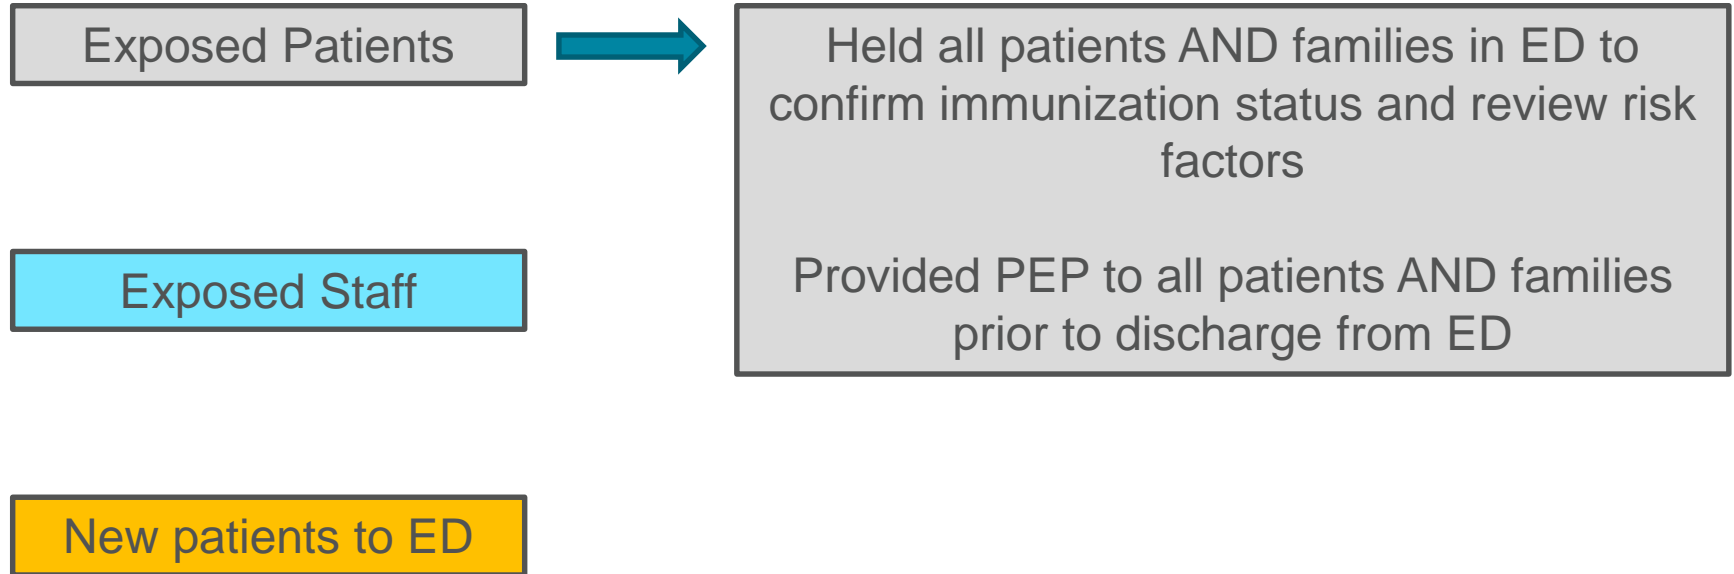 Exposed Patients
Held all patients AND families in ED to
confirm immunization status and review risk
factors
Provided PEP to all patients AND families
prior to discharge from ED
Exposed Staff
New patients to ED